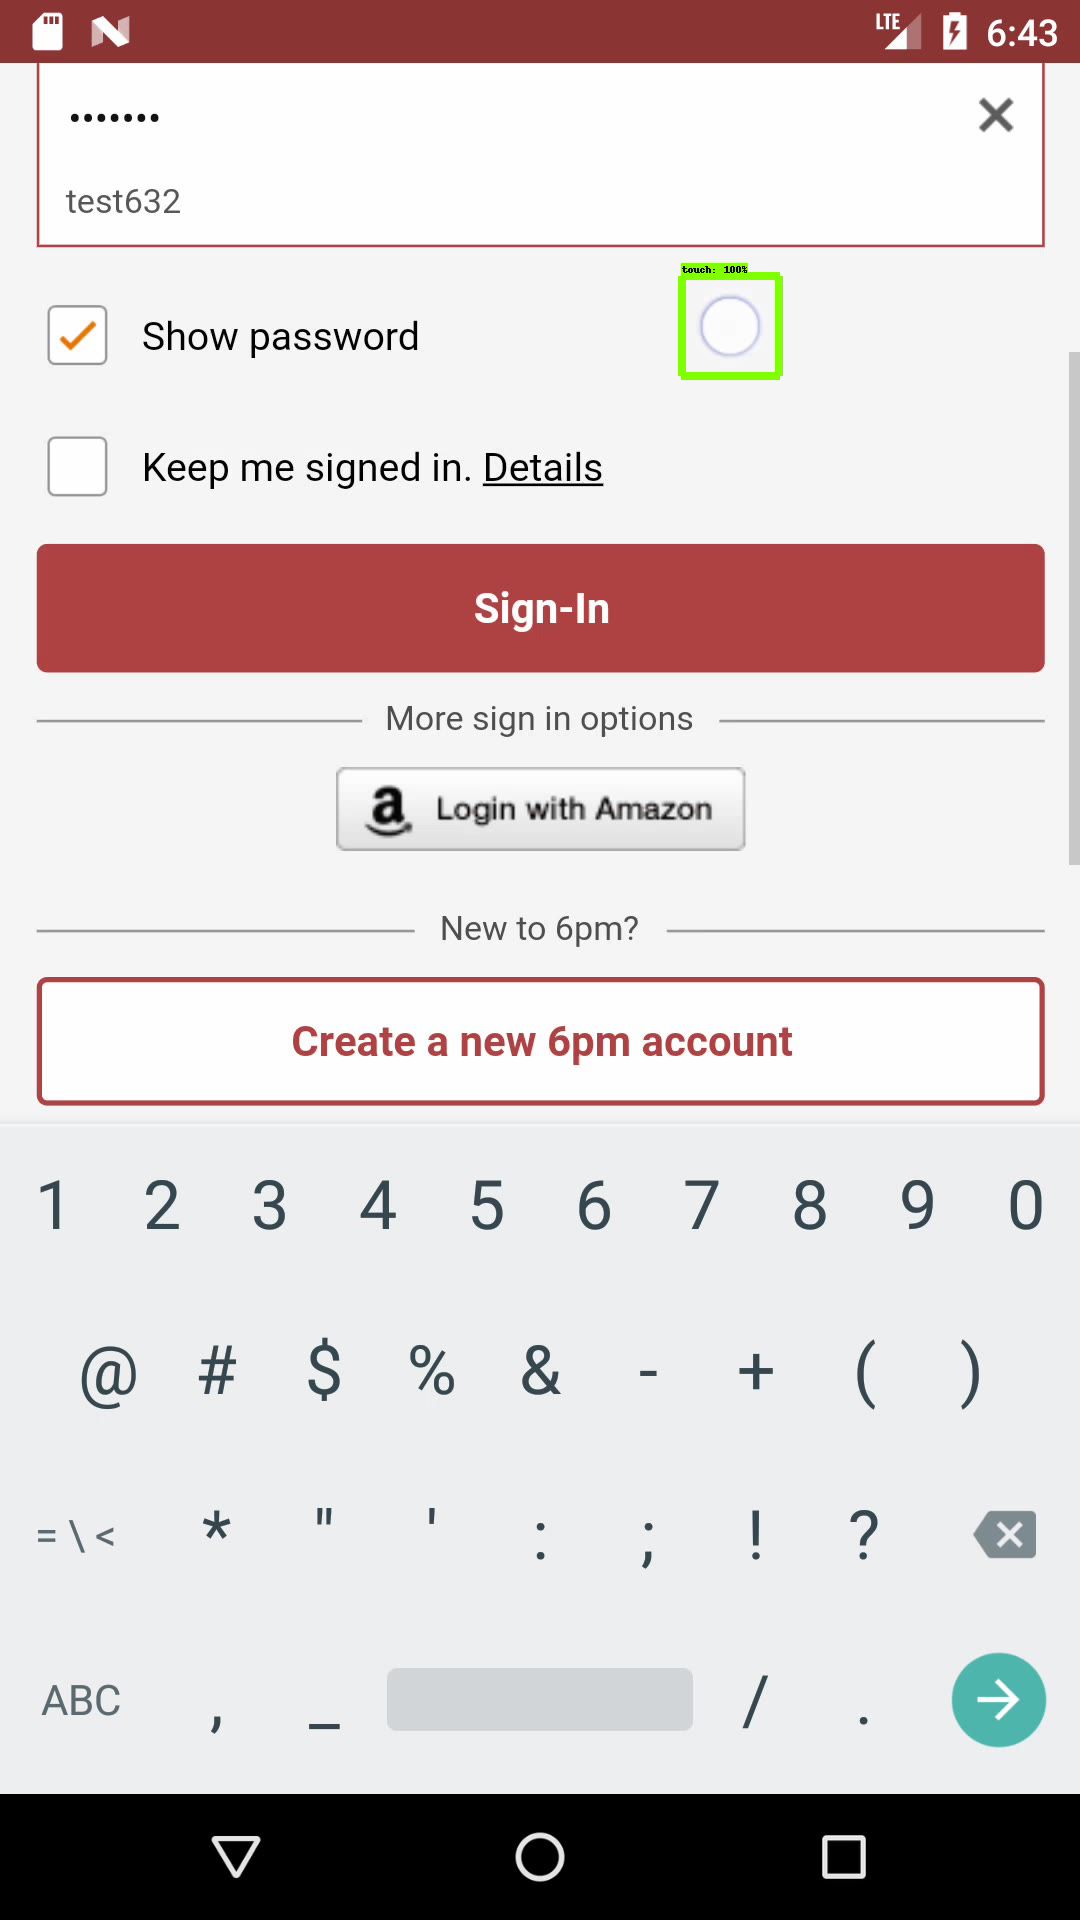 LTE 6:43
•••••••
test632
touch: 100%
Show password
Keep me signed in. Details
Sign-In
More sign in options
a Login with Amazon
New to 6pm?
Create a new 6pm account
1 2 3 4 5 6 7 8 9 0
@ # $ % & - + ( )
= \ < * " ' : ; ! ?
ABC , _ / .